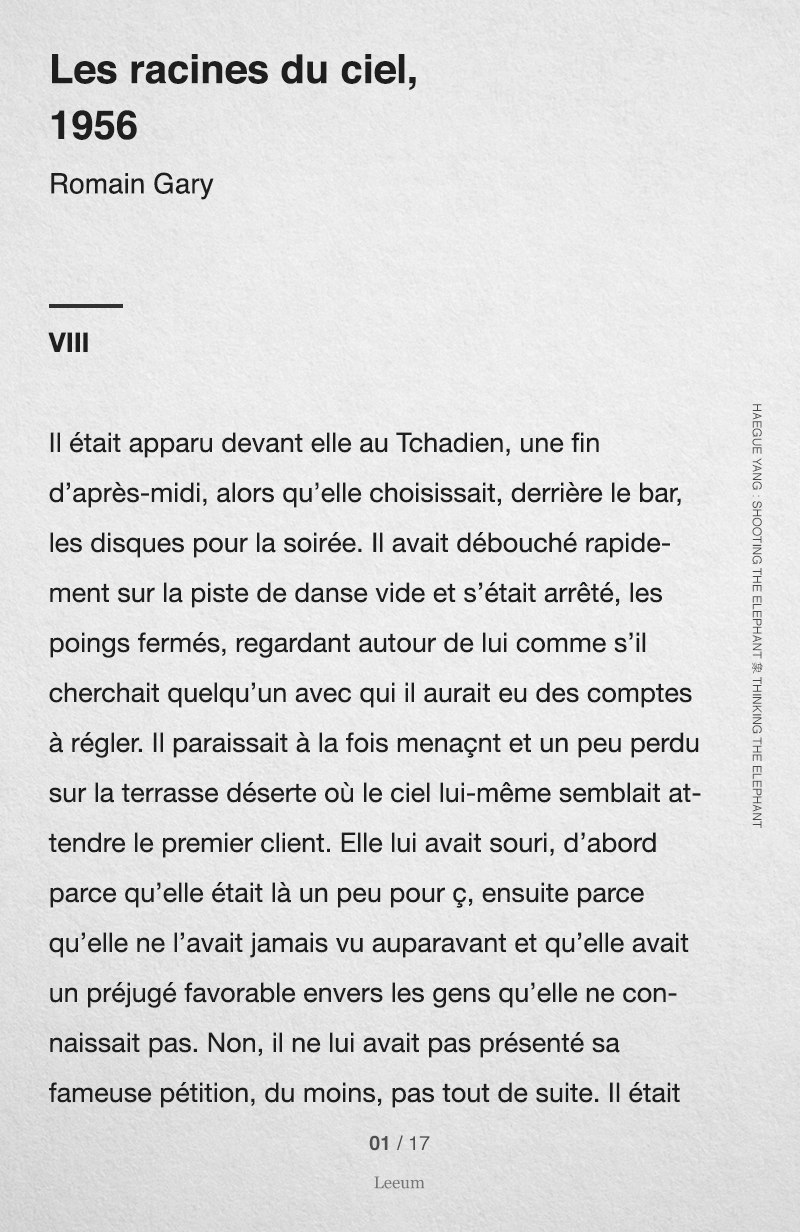 Les racines du ciel,
1956
Romain Gary
VIII
Il était apparu devant elle au Tchadien, une fin
d’après-midi, alors qu’elle choisissait, derrière le bar,
les disques pour la soirée. Il avait débouché rapide-
ment sur la piste de danse vide et s’était arrêté, les
poings fermés, regardant autour de lui comme s’il
cherchait quelqu’un avec qui il aurait eu des comptes
à régler. Il paraissait à la fois menaçnt et un peu perdu
sur la terrasse déserte où le ciel lui-même semblait at-
tendre le premier client. Elle lui avait souri, d’abord
parce qu’elle était là un peu pour ç, ensuite parce
qu’elle ne l’avait jamais vu auparavant et qu’elle avait
un préjugé favorable envers les gens qu’elle ne con-
naissait pas. Non, il ne lui avait pas présenté sa
fameuse pétition, du moins, pas tout de suite. Il était
HAEGUE YANG : SHOOTING THE ELEPHANT 象 THINKING THE ELEPHANT
01 / 17
Leeum